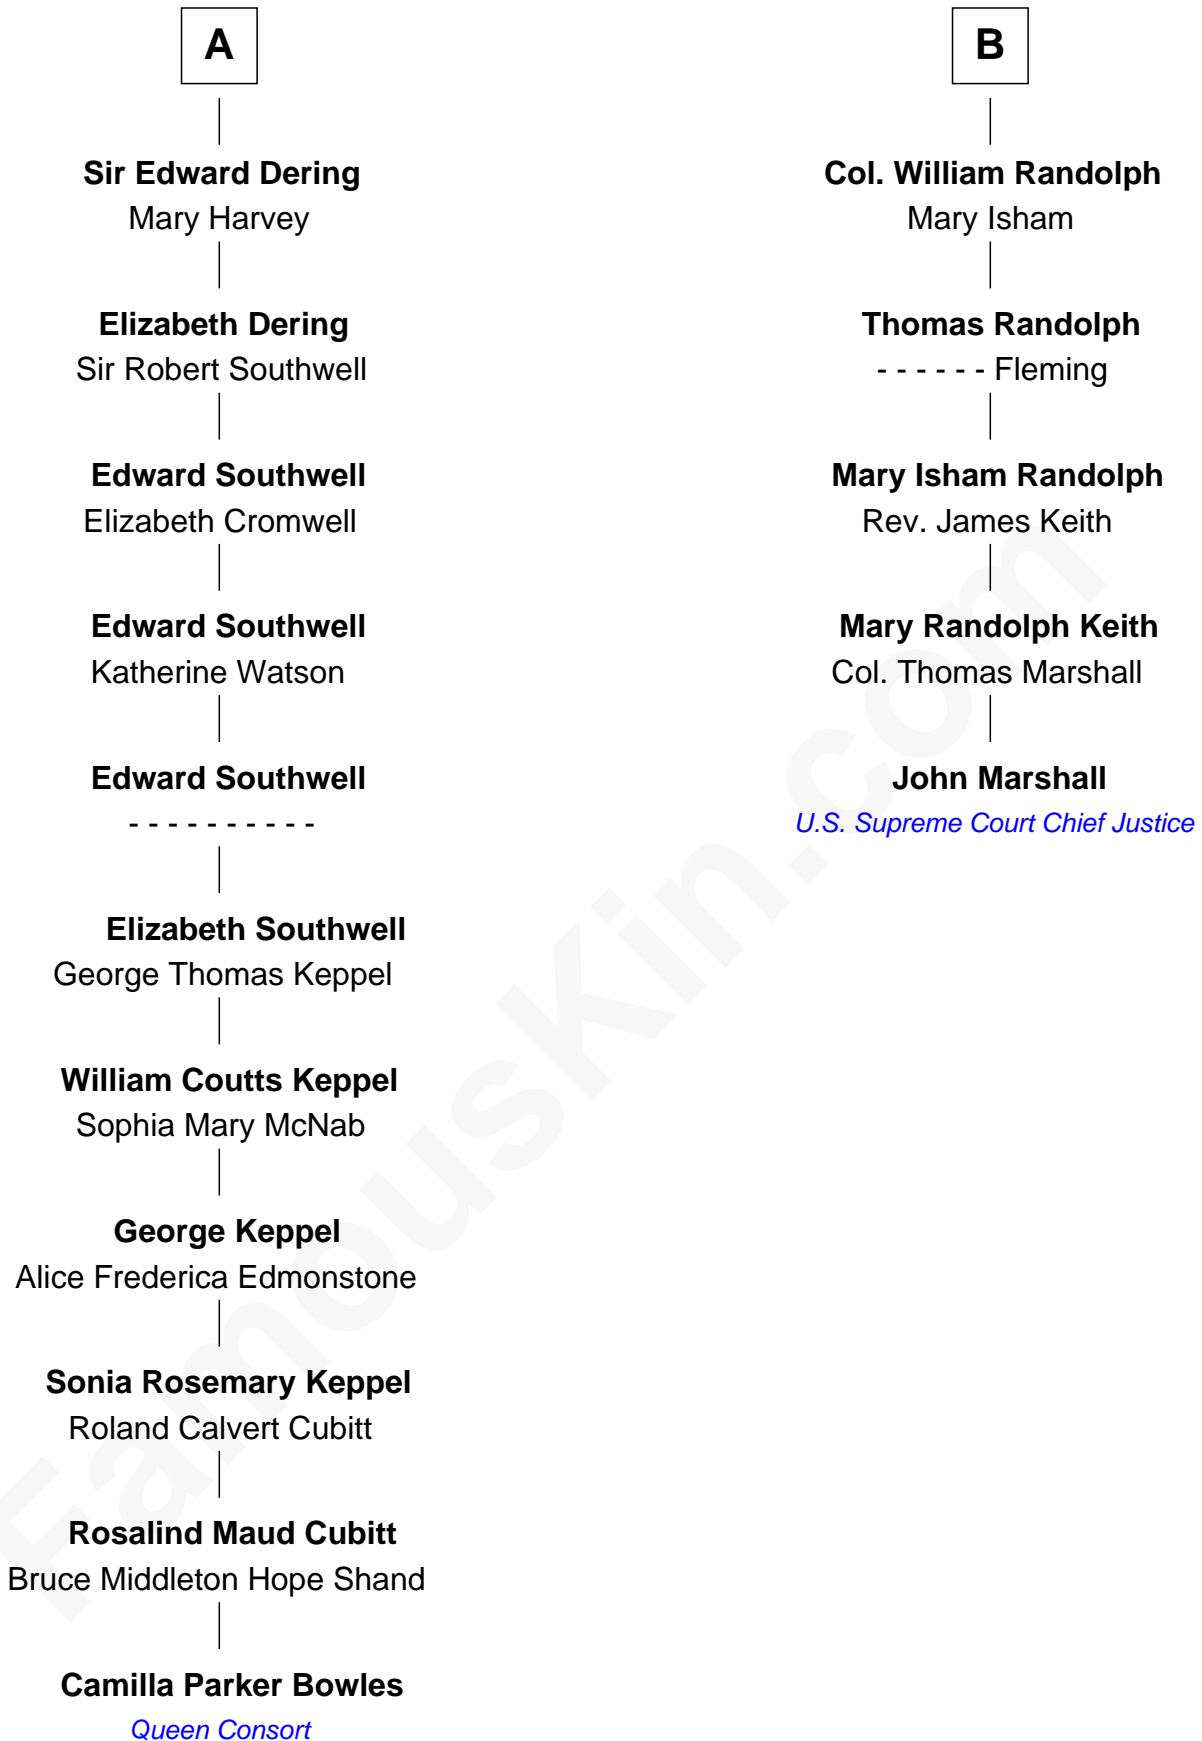 A
Sir Edward Dering
Mary Harvey
Elizabeth Dering
Sir Robert Southwell
Edward Southwell
Elizabeth Cromwell
Edward Southwell
Katherine Watson
Edward Southwell
- - - - - - - - - -
Elizabeth Southwell
George Thomas Keppel
William Coutts Keppel
Sophia Mary McNab
George Keppel
Alice Frederica Edmonstone
Sonia Rosemary Keppel
Roland Calvert Cubitt
Rosalind Maud Cubitt
Bruce Middleton Hope Shand
Camilla Parker Bowles
Queen Consort
B
Col. William Randolph
Mary Isham
Thomas Randolph
- - - - - - Fleming
Mary Isham Randolph
Rev. James Keith
Mary Randolph Keith
Col. Thomas Marshall
John Marshall
U.S. Supreme Court Chief Justice
FamousKin.com